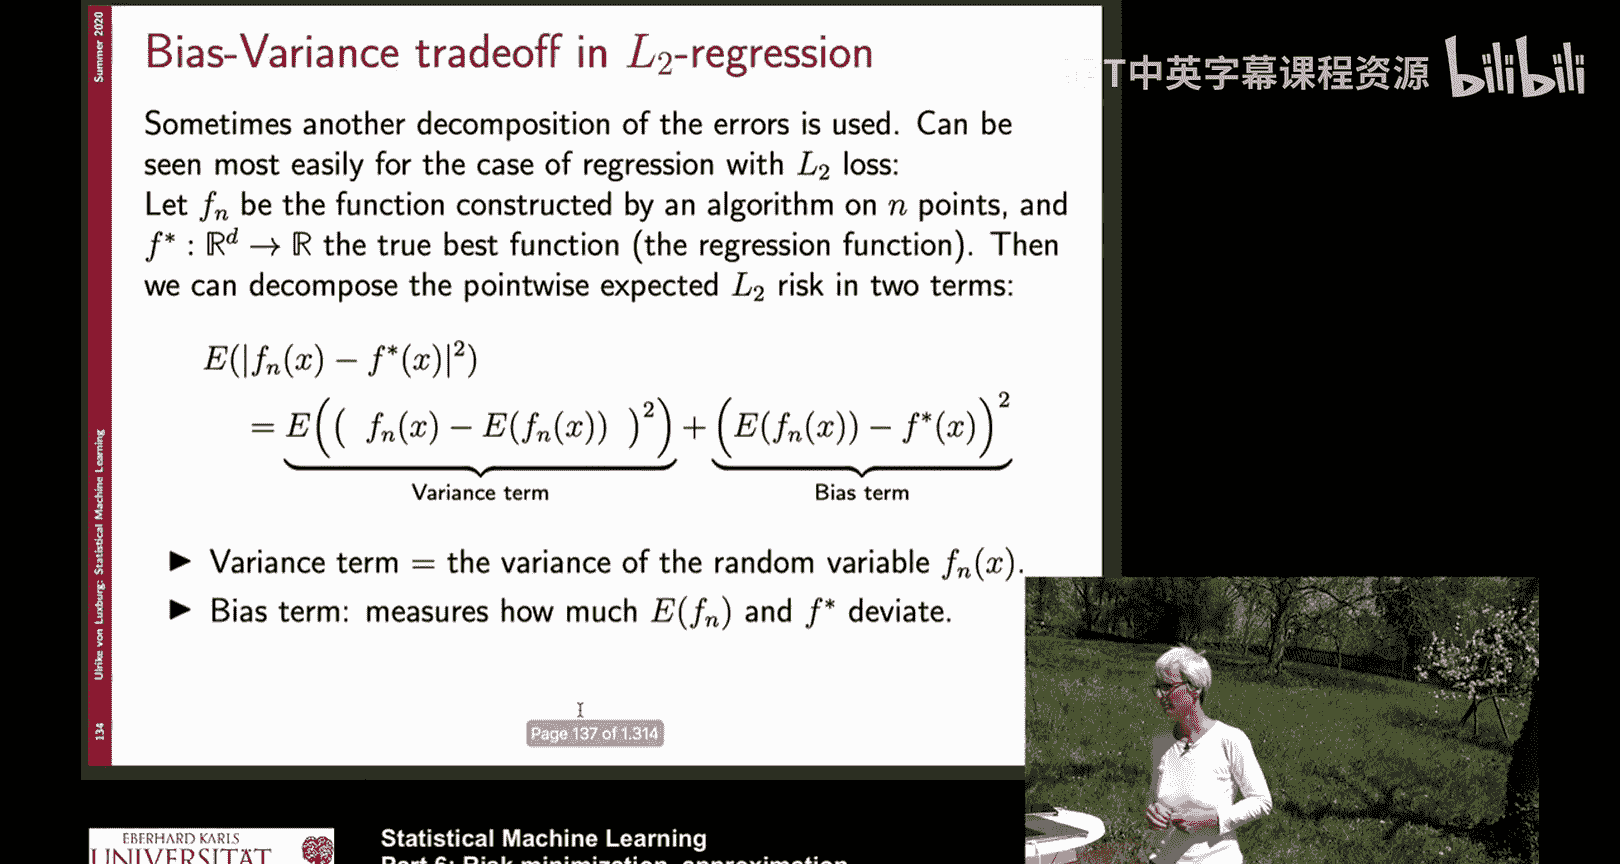 Summer 2020
Bias-Variance tradeoff in L₂-regression
T中英字幕课程资源 bilibili
Sometimes another decomposition of the errors is used. Can be
seen most easily for the case of regression with L₂ loss:
Let fₙ be the function constructed by an algorithm on n points, and
f* : ℝᵈ → ℝ the true best function (the regression function). Then
we can decompose the pointwise expected L₂ risk in two terms:
E(|fₙ(x) − f*(x)|²)
= E(( fₙ(x) − E(fₙ(x)) )²) + (E(fₙ(x)) − f*(x))²
Variance term Bias term
► Variance term = the variance of the random variable fₙ(x).
► Bias term: measures how much E(fₙ) and f* deviate.
Ulrike von Luxburg: Statistical Machine Learning
134
Page 137 of 1.314
EBERHARD KARLS
UNIVERSITÄT
Statistical Machine Learning
Part 6: Risk minimization, approximation